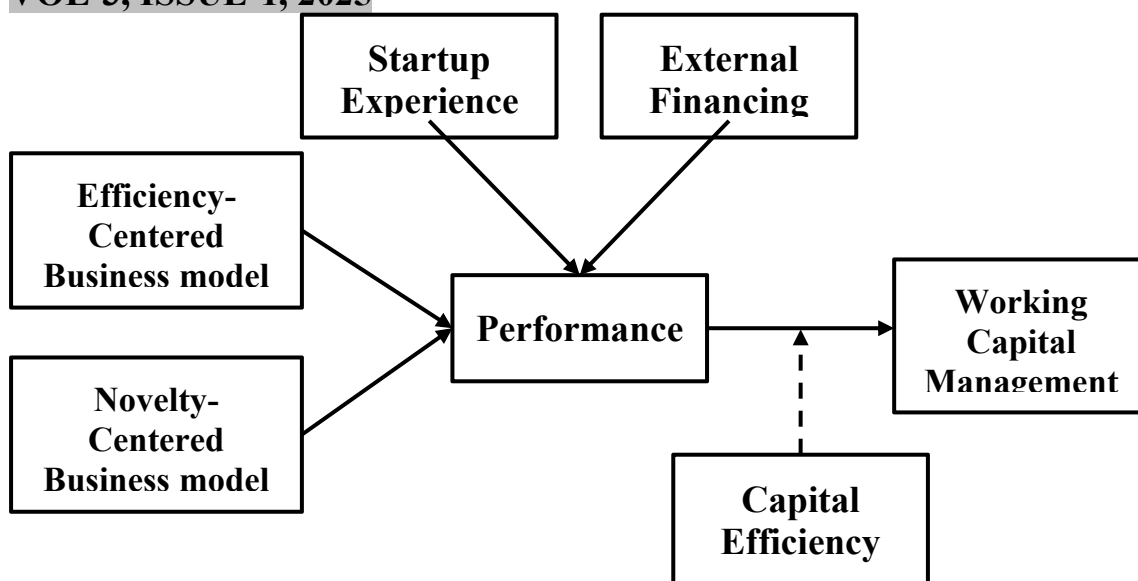 Startup
Experience
External
Financing
Efficiency-
Centered
Business model
Performance
Working
Capital
Management
Novelty-
Centered
Business model
Capital
Efficiency